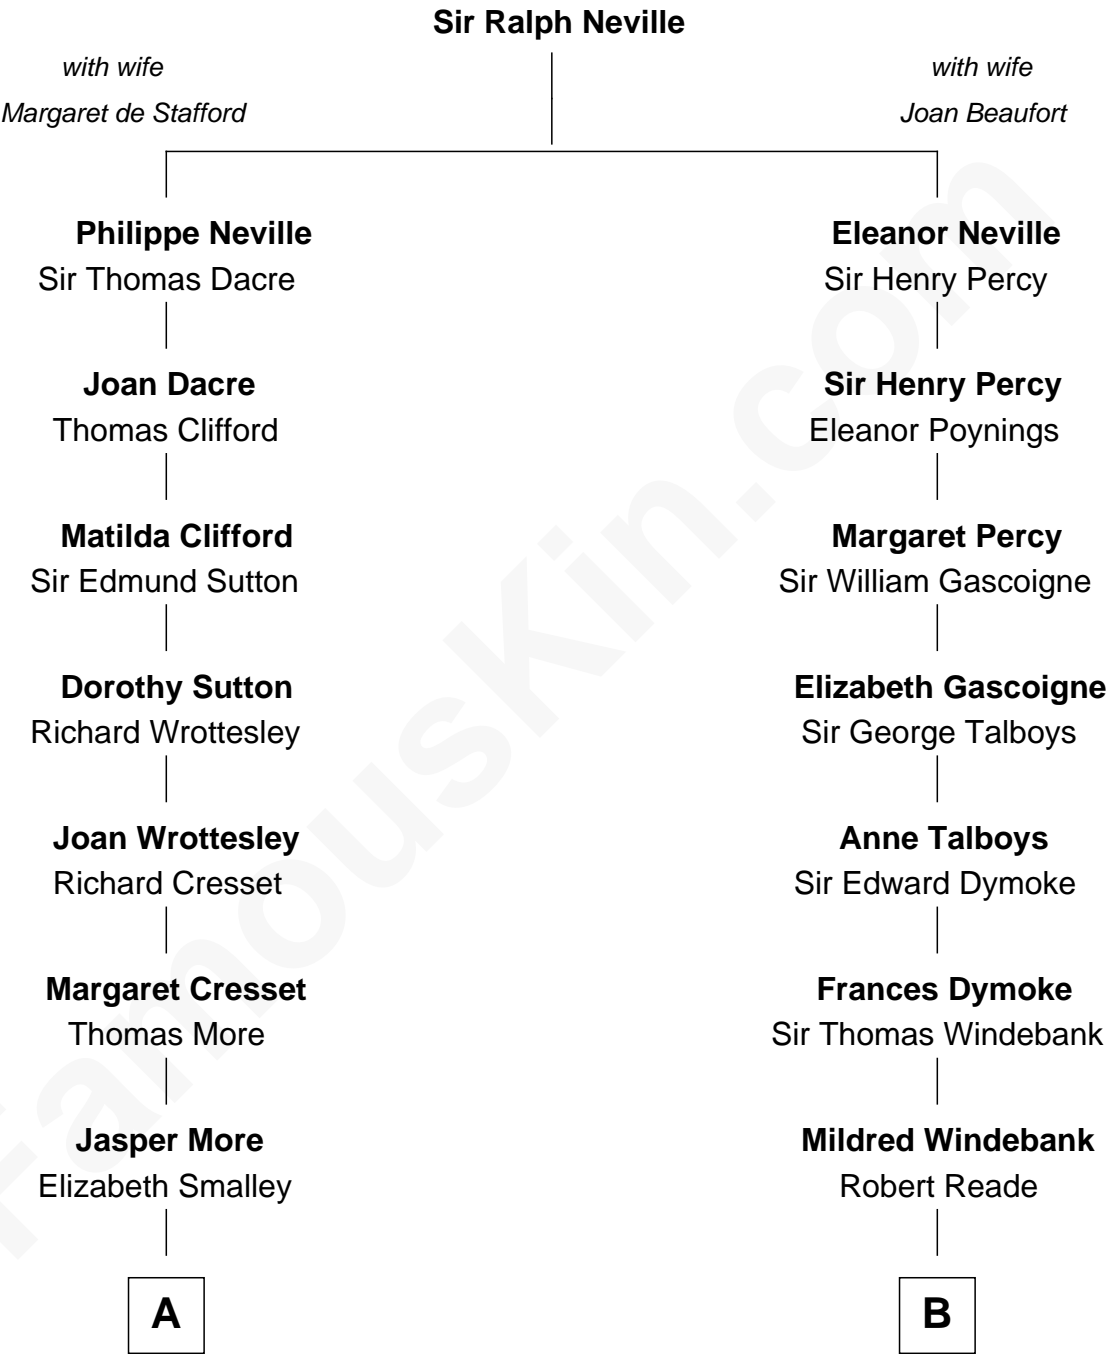 Sir Ralph Neville
with wife
Margaret de Stafford
with wife
Joan Beaufort
Philippe Neville
Sir Thomas Dacre
Eleanor Neville
Sir Henry Percy
Joan Dacre
Thomas Clifford
Sir Henry Percy
Eleanor Poynings
Matilda Clifford
Sir Edmund Sutton
Margaret Percy
Sir William Gascoigne
Dorothy Sutton
Richard Wrottesley
Elizabeth Gascoigne
Sir George Talboys
Joan Wrottesley
Richard Cresset
Anne Talboys
Sir Edward Dymoke
Margaret Cresset
Thomas More
Frances Dymoke
Sir Thomas Windebank
Jasper More
Elizabeth Smalley
Mildred Windebank
Robert Reade
A
B
FamousKin.com